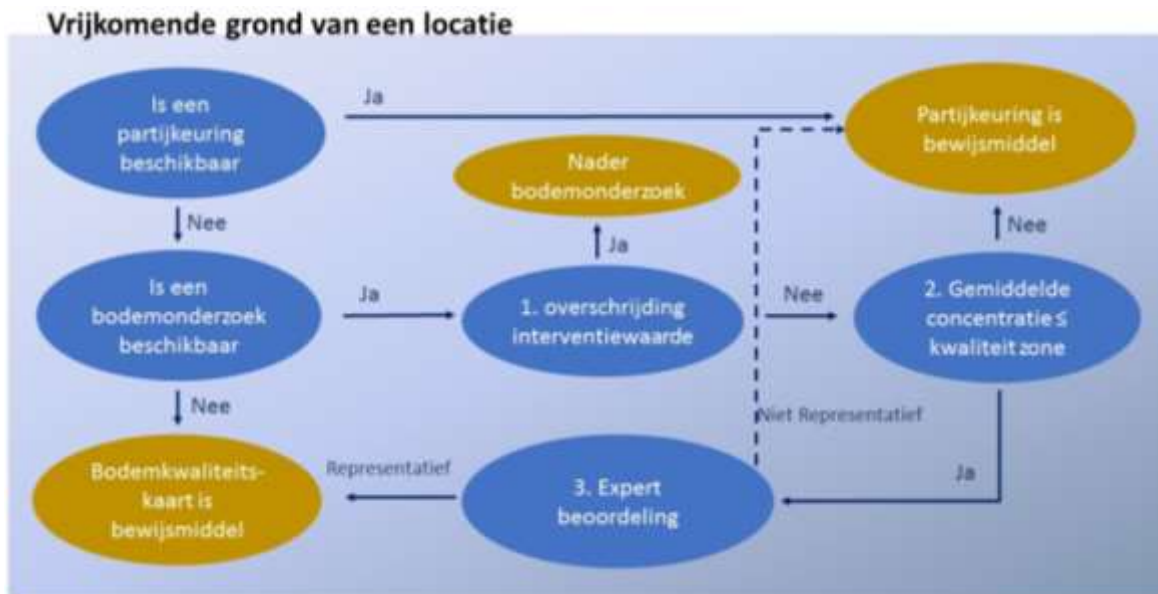 Vrijkomende grond van een locatie
Is een
partijkeuring
beschikbaar
Ja
Partijkeuring is
bewijsmiddel
Nader
bodemonderzoek
Nee
Ja
Nee
Is een
bodemonderzoek
beschikbaar
Ja
1. overschrijding
interventiewaarde
Nee
2. Gemiddelde
concentratie ≤
kwaliteit zone
Nee
Niet Representatief
Bodemkwaliteits-
kaart is
bewijsmiddel
Representatief
3. Expert
beoordeling
Ja